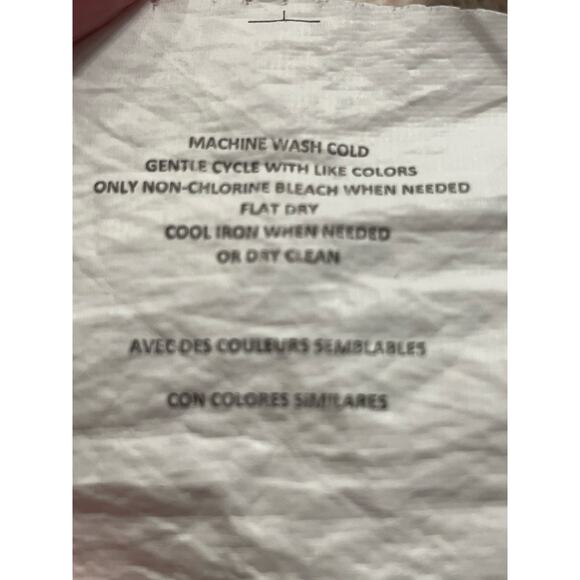 MACHINE WASH COLD
GENTLE CYCLE WITH LIKE COLORS
ONLY NON-CHLORINE BLEACH WHEN NEEDED
FLAT DRY
COOL IRON WHEN NEEDED
OR DRY CLEAN
AVEC DES COULEURS SEMBLABLES
CON COLORES SIMILARES